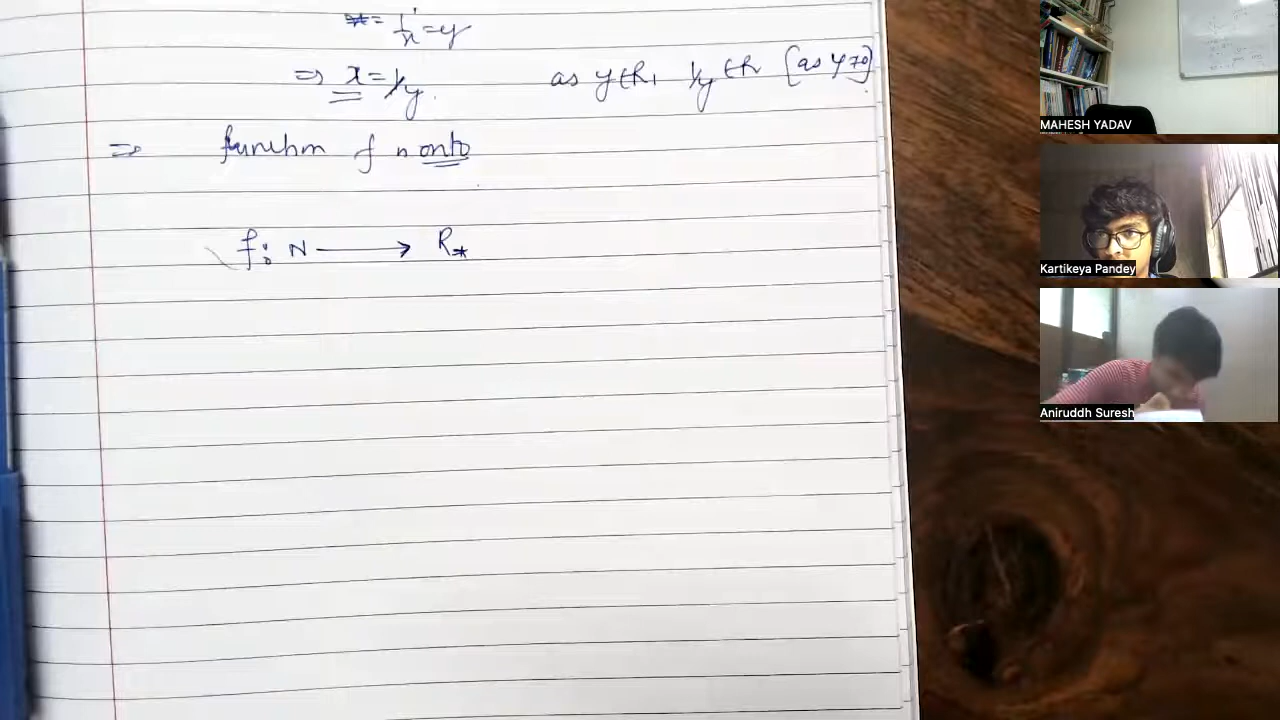 = 1/x = y
⇒ x = 1/y. as y ∈ R, 1/y ∈ R [as y ≠ 0]
⇒ function f is onto
f: N → R*
MAHESH YADAV
Kartikeya Pandey
Aniruddh Suresh